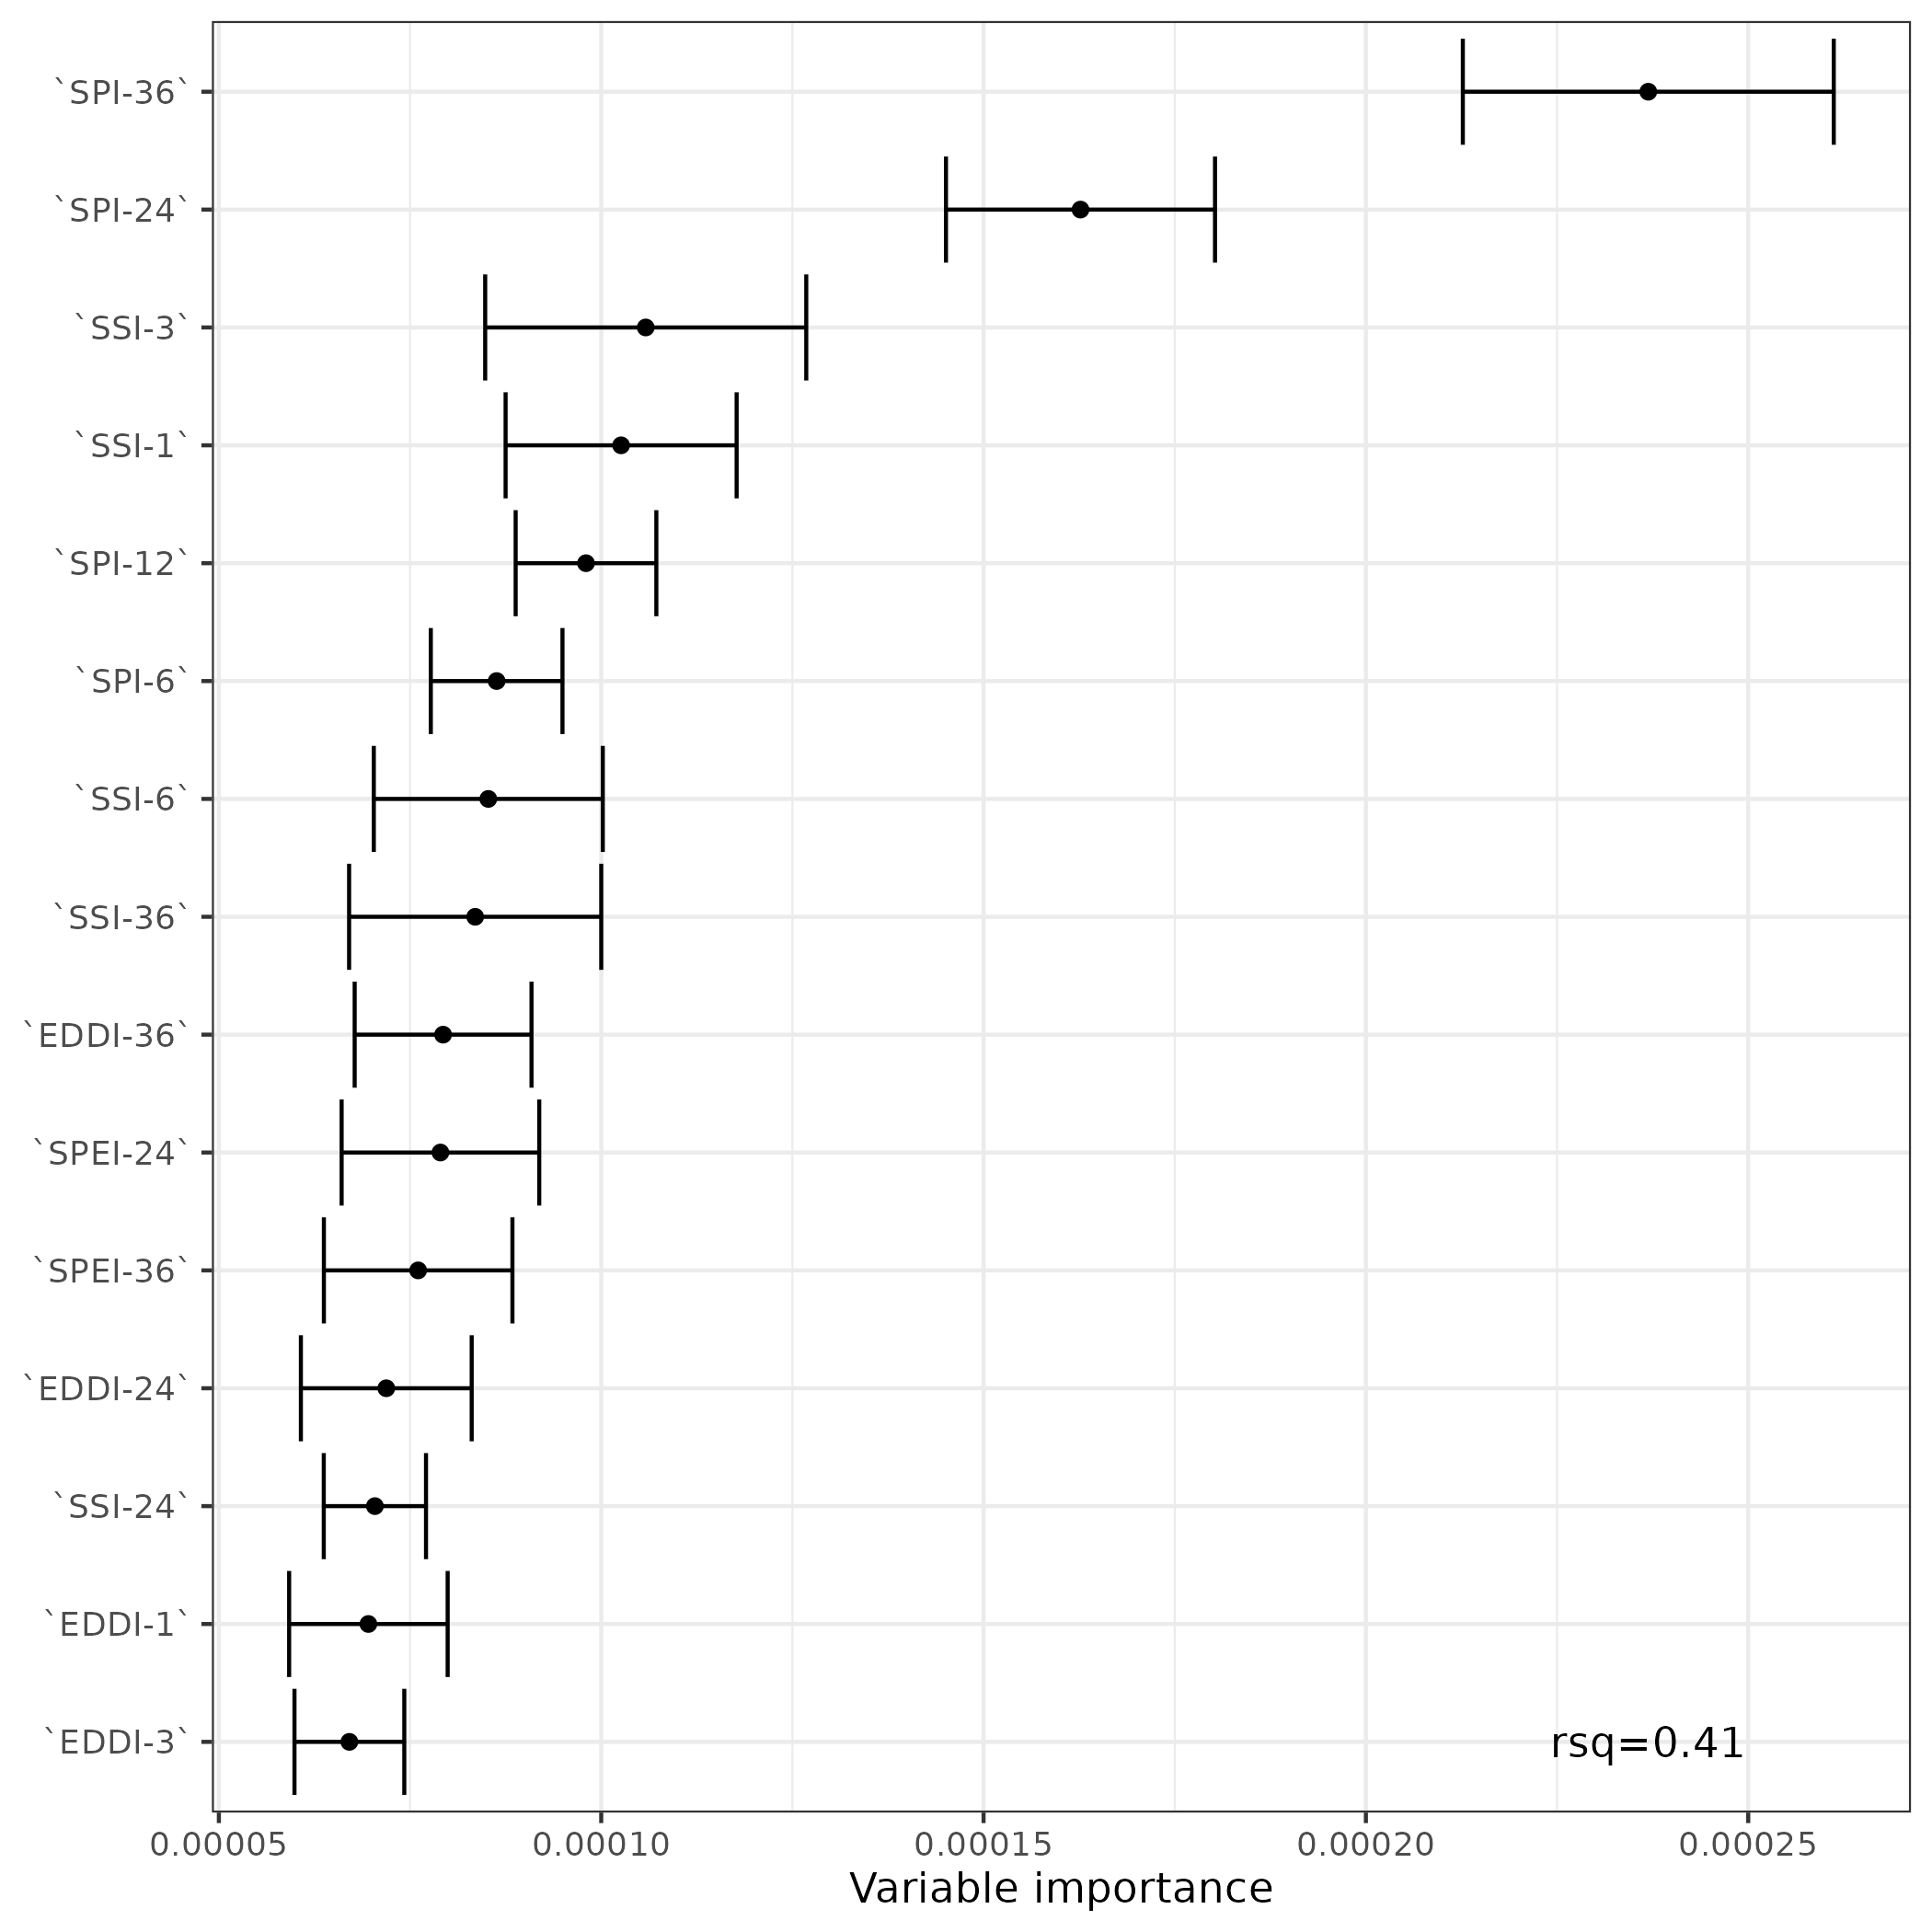 `SPI-36`
`SPI-24`
`SSI-3`
`SSI-1`
`SPI-12`
`SPI-6`
`SSI-6`
`SSI-36`
`EDDI-36`
`SPEI-24`
`SPEI-36`
`EDDI-24`
`SSI-24`
`EDDI-1`
`EDDI-3`
rsq=0.41
0.00005 0.00010 0.00015 0.00020 0.00025
Variable importance